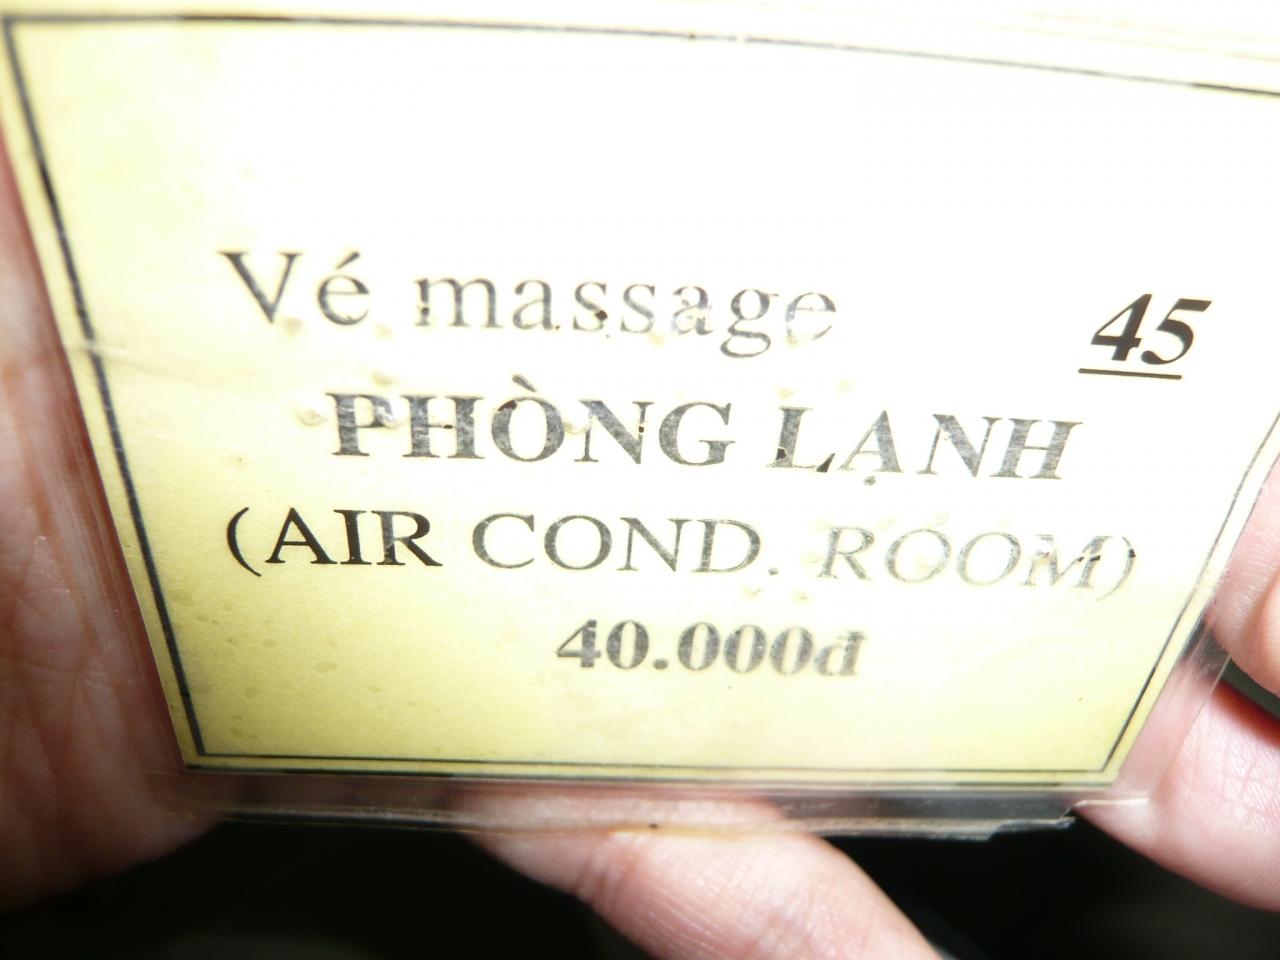 Vé massage 45
PHÒNG LẠNH
(AIR COND. ROOM)
40.000đ